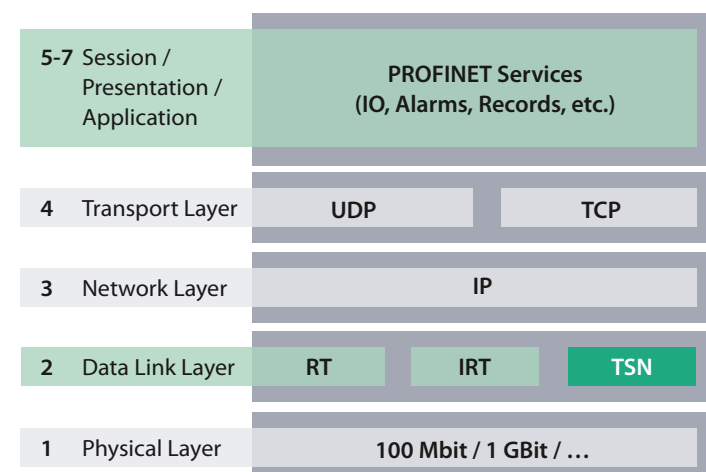 5-7 Session /
Presentation /
Application
PROFINET Services
(IO, Alarms, Records, etc.)
4 Transport Layer UDP TCP
3 Network Layer IP
2 Data Link Layer RT IRT TSN
1 Physical Layer 100 Mbit / 1 GBit / …